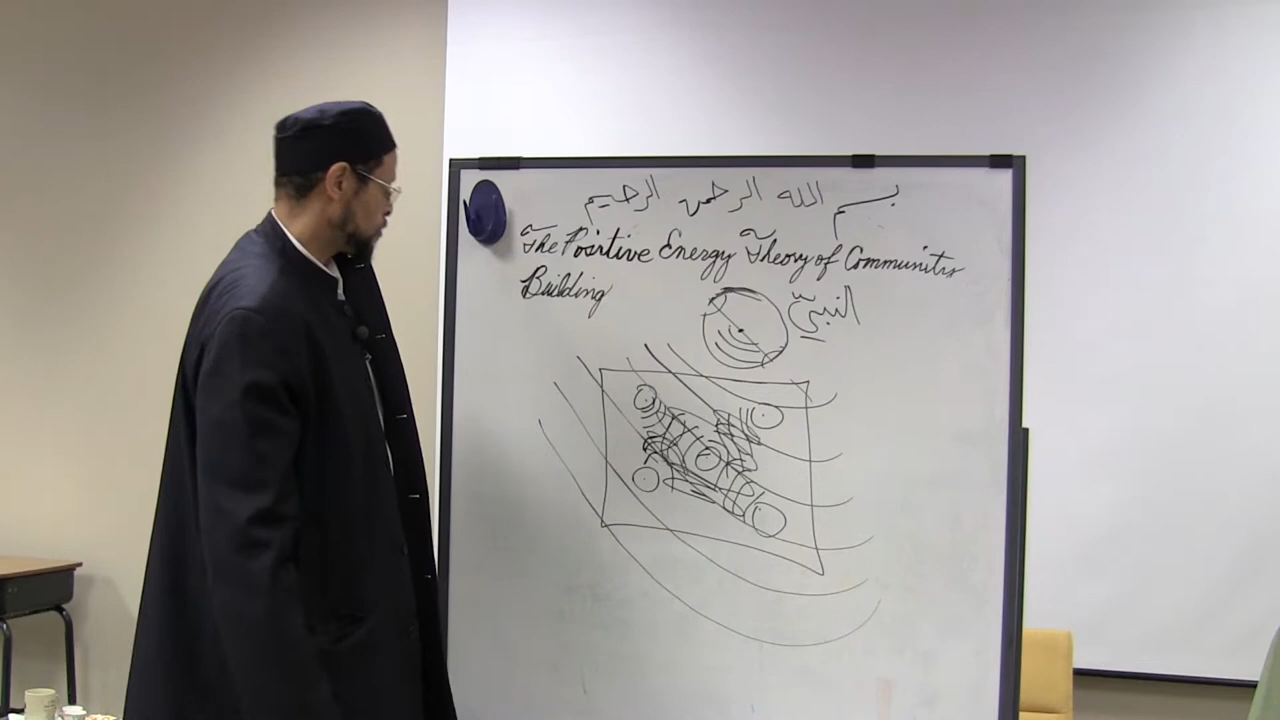 بسم الله الرحمن الرحيم
The Positive Energy Theory of Community
Building
النبيّ